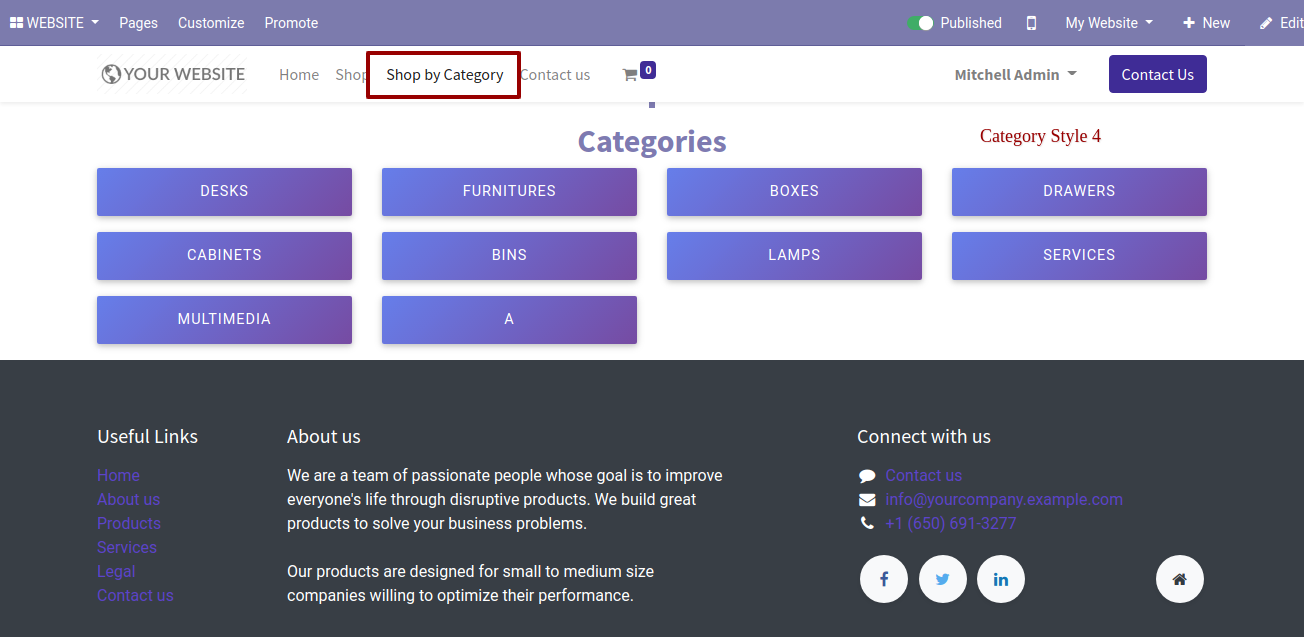 WEBSITE Pages Customize Promote Published My Website New Edit
YOUR WEBSITE Home Shop Shop by Category Contact us 0 Mitchell Admin Contact Us
Categories
Category Style 4
DESKS FURNITURES BOXES DRAWERS
CABINETS BINS LAMPS SERVICES
MULTIMEDIA A
Useful Links
Home
About us
Products
Services
Legal
Contact us
About us
We are a team of passionate people whose goal is to improve
everyone's life through disruptive products. We build great
products to solve your business problems.
Our products are designed for small to medium size
companies willing to optimize their performance.
Connect with us
Contact us
info@yourcompany.example.com
+1 (650) 691-3277